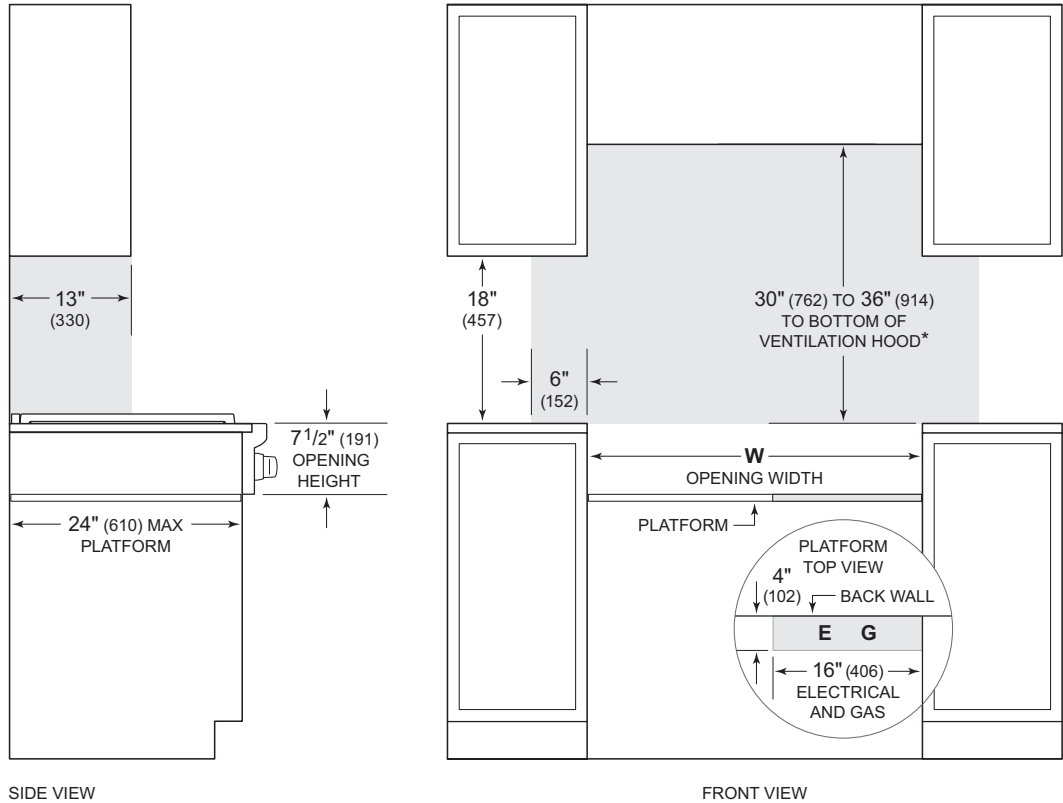 13"
(330)
7 1/2" (191)
OPENING
HEIGHT
24" (610) MAX
PLATFORM
SIDE VIEW
18"
(457)
30" (762) TO 36" (914)
TO BOTTOM OF
VENTILATION HOOD*
6"
(152)
W
OPENING WIDTH
PLATFORM
PLATFORM
TOP VIEW
4"
(102)
BACK WALL
E G
16" (406)
ELECTRICAL
AND GAS
FRONT VIEW